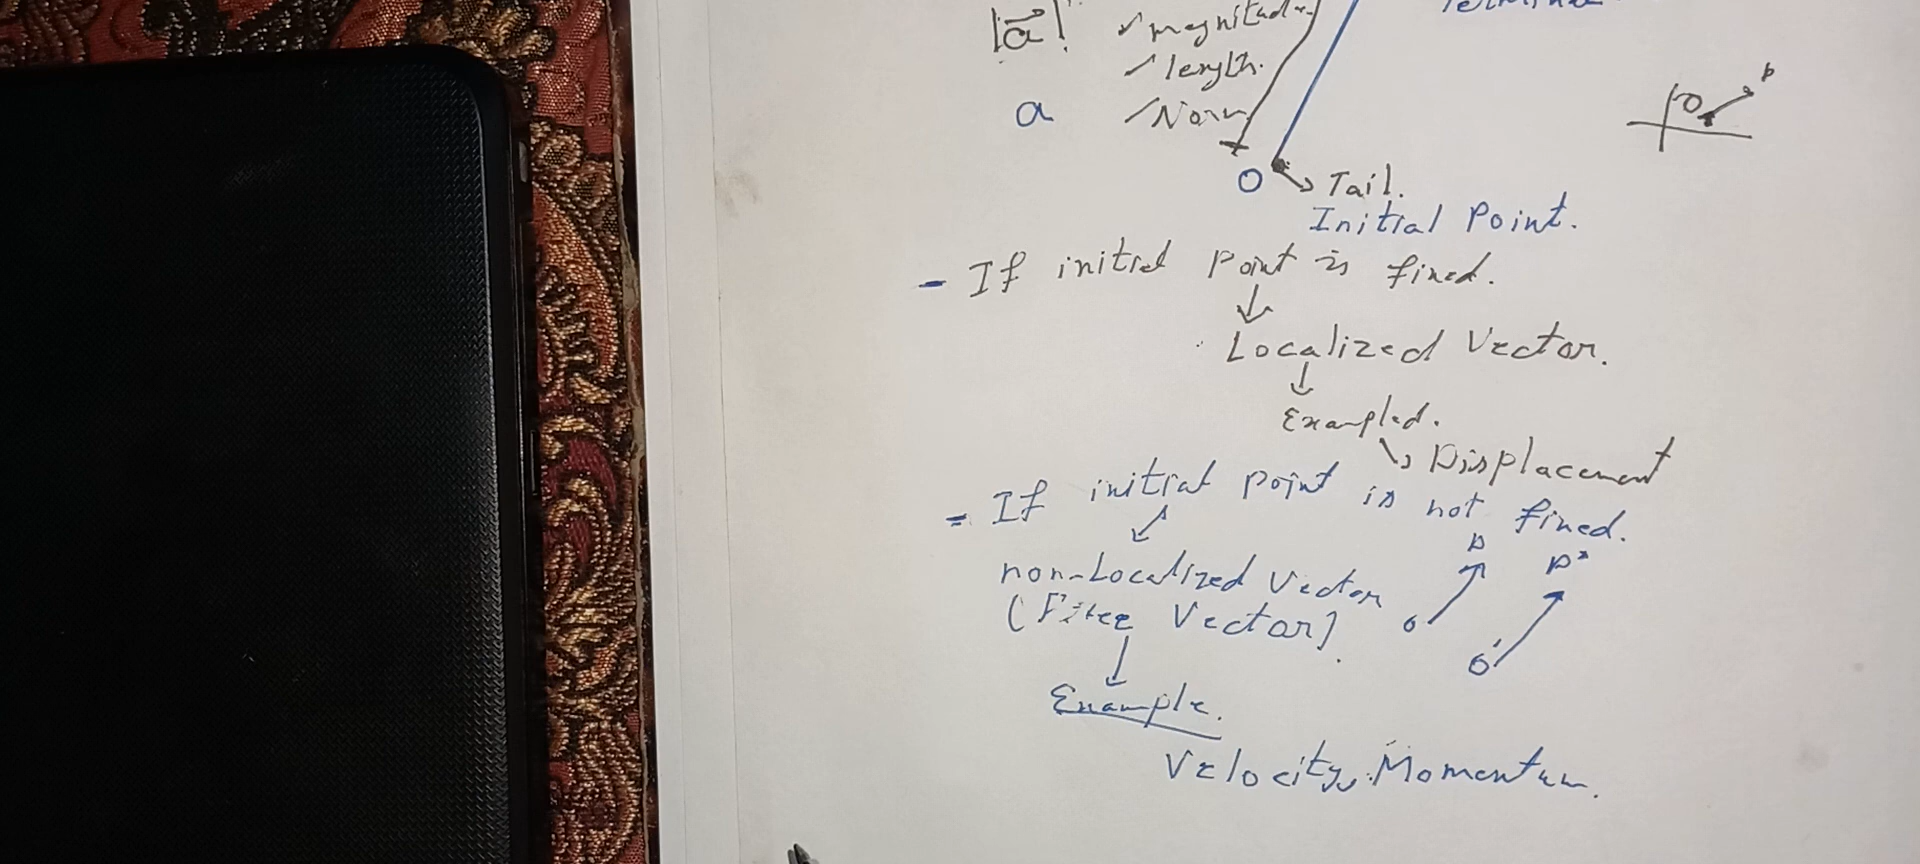 |a|
✓ magnitude.
Terminal
✓ length.
a
✓ Norm
O
P
O
Tail.
Initial Point.
- If initial point is fixed.
↓
Localized Vector.
↓
Exampled.
↘ Displacement
= If initial point is not fixed.
non-Localized Vector
(Free Vector)
P
P'
O
O'
↓
Example.
Velocity, Momentum.